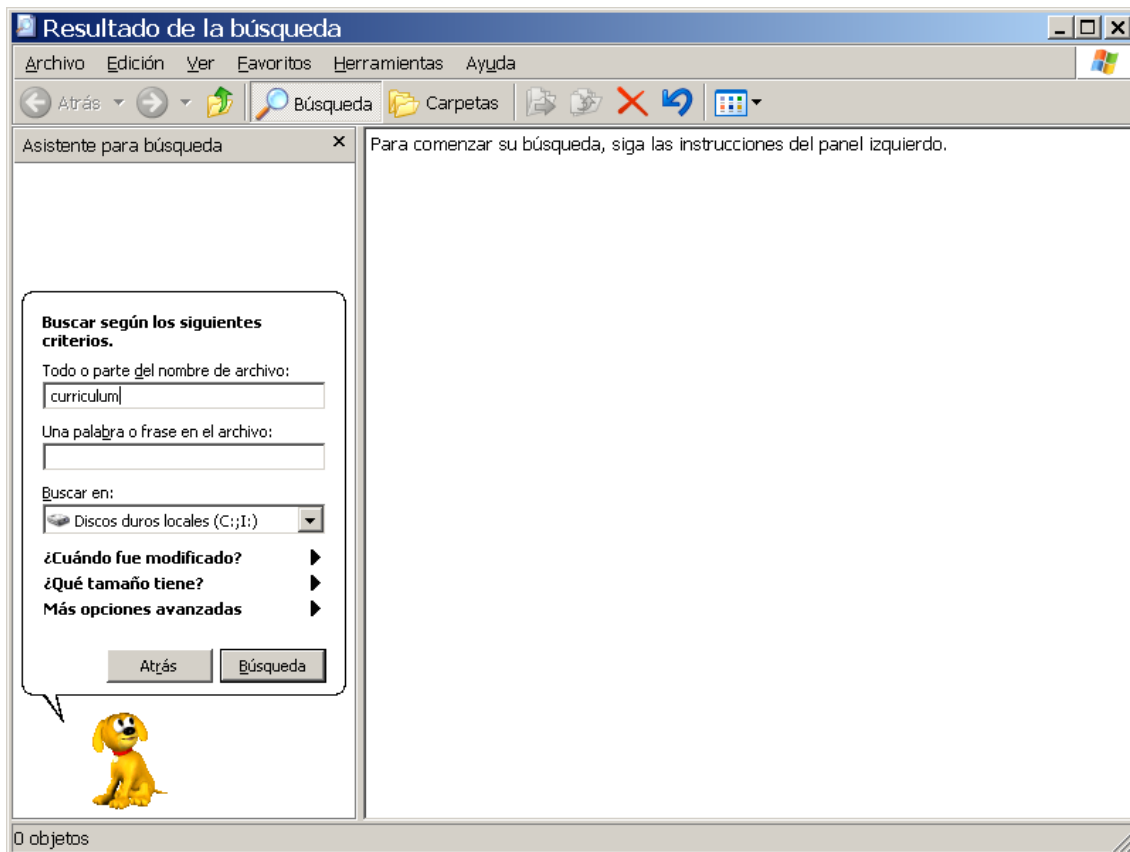 Resultado de la búsqueda
Archivo Edición Ver Favoritos Herramientas Ayuda
Atrás Búsqueda Carpetas
Asistente para búsqueda
Para comenzar su búsqueda, siga las instrucciones del panel izquierdo.
Buscar según los siguientes
criterios.
Todo o parte del nombre de archivo:
curriculum
Una palabra o frase en el archivo:
Buscar en:
Discos duros locales (C:;I:)
¿Cuándo fue modificado?
¿Qué tamaño tiene?
Más opciones avanzadas
Atrás Búsqueda
0 objetos